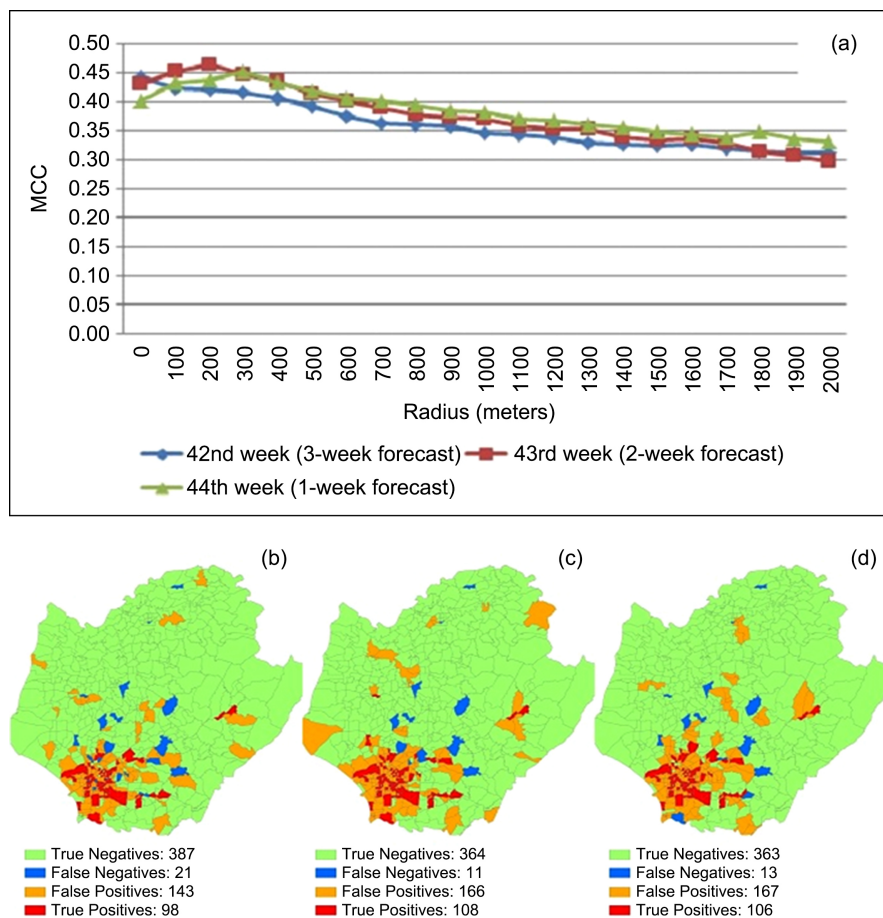 (a)
0.50
0.45
0.40
0.35
0.30
0.25
0.20
0.15
0.10
0.05
0.00
MCC
0 100 200 300 400 500 600 700 800 900 1000 1100 1200 1300 1400 1500 1600 1700 1800 1900 2000
Radius (meters)
42nd week (3-week forecast) 43rd week (2-week forecast)
44th week (1-week forecast)
(b) (c) (d)
True Negatives: 387
False Negatives: 21
False Positives: 143
True Positives: 98
True Negatives: 364
False Negatives: 11
False Positives: 166
True Positives: 108
True Negatives: 363
False Negatives: 13
False Positives: 167
True Positives: 106